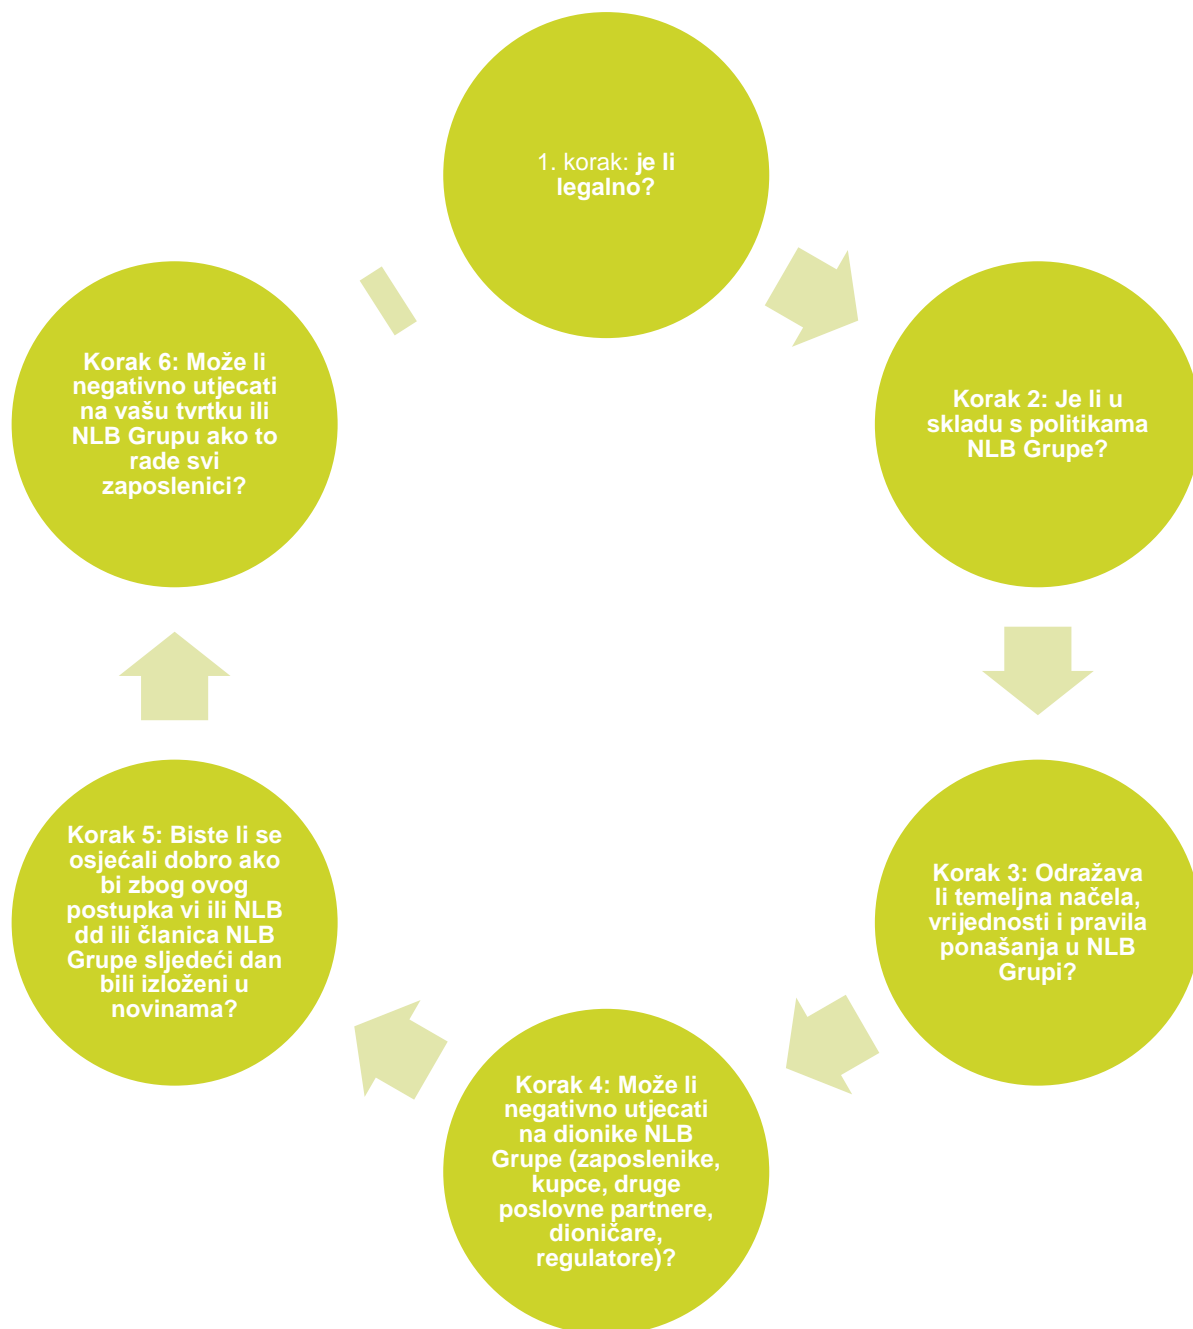 1. korak: je li
legalno?
Korak 2: Je li u
skladu s politikama
NLB Grupe?
Korak 3: Odražava
li temeljna načela,
vrijednosti i pravila
ponašanja u NLB
Grupi?
Korak 4: Može li
negativno utjecati
na dionike NLB
Grupe (zaposlenike,
kupce, druge
poslovne partnere,
dioničare,
regulatore)?
Korak 5: Biste li se
osjećali dobro ako
bi zbog ovog
postupka vi ili NLB
dd ili članica NLB
Grupe sljedeći dan
bili izloženi u
novinama?
Korak 6: Može li
negativno utjecati
na vašu tvrtku ili
NLB Grupu ako to
rade svi
zaposlenici?